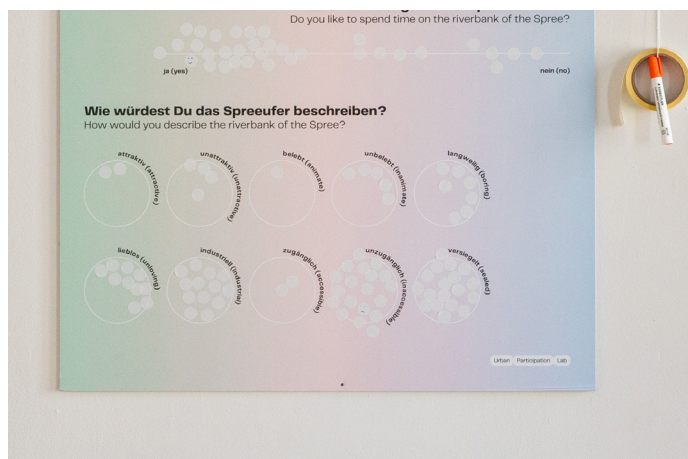 Do you like to spend time on the riverbank of the Spree?
ja (yes)
nein (no)
Wie würdest Du das Spreeufer beschreiben?
How would you describe the riverbank of the Spree?
attraktiv (attractive)
unattraktiv (unattractive)
belebt (animate)
unbelebt (inanimate)
langweilig (boring)
lieblos (unloving)
industriell (industrial)
zugänglich (accessible)
unzugänglich (inaccessible)
versiegelt (sealed)
Urban Participation Lab